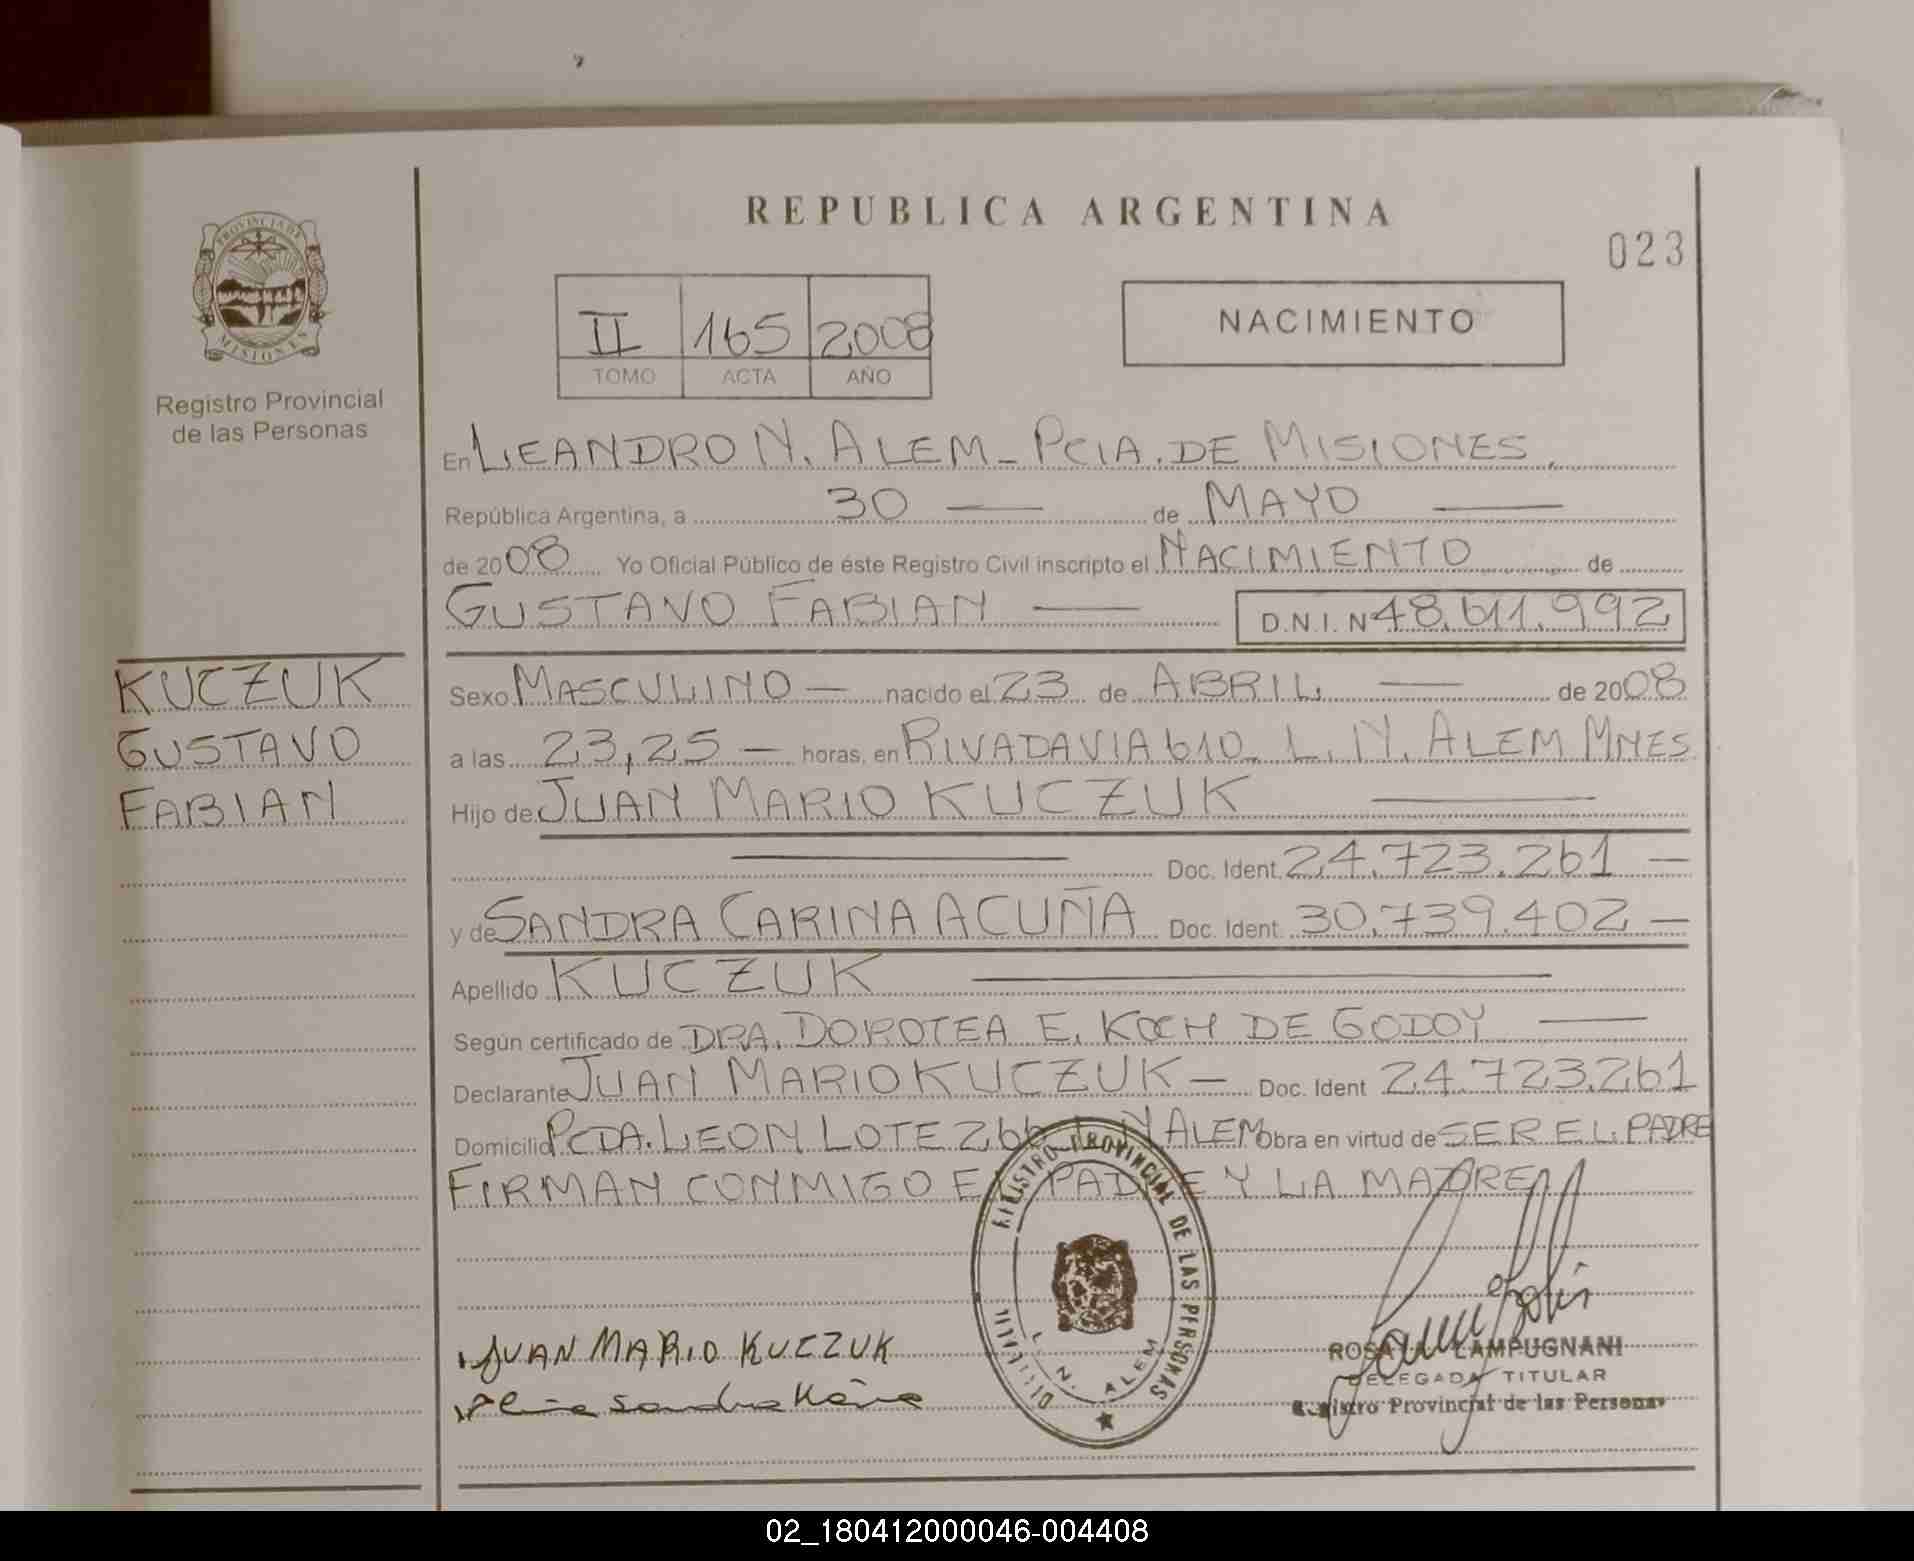 REPUBLICA ARGENTINA
023
PROVINCIA DE
MISIONES
Registro Provincial
de las Personas
II 165 2008
TOMO ACTA AÑO
NACIMIENTO
En LEANDRO N. ALEM - PCIA. DE MISIONES
República Argentina, a 30 — de MAYO —
de 2008 Yo Oficial Público de éste Registro Civil inscripto el NACIMIENTO de
GUSTAVO FABIAN — D.N.I. N 48.611.992
KUCZUK
GUSTAVO
FABIAN
Sexo MASCULINO — nacido el 23 de ABRIL — de 2008
a las 23,25 — horas, en RIVADAVIA 610 - L. N. ALEM MNES.
Hijo de JUAN MARIO KUCZUK —
— Doc. Ident. 24.723.261 —
y de SANDRA CARINA ACUÑA Doc. Ident. 30.739.402 —
Apellido KUCZUK —
Según certificado de DRA. DOROTEA E. KOCH DE GODOY —
Declarante JUAN MARIO KUCZUK — Doc. Ident 24.723.261
Domicilio PCDA. LEON LOTE 266 N ALEM Obra en virtud de SER EL PADRE
FIRMAN CONMIGO EL PADRE Y LA MADRE
REGISTRO PROVINCIAL DE LAS PERSONAS
L. N. ALEM
JUAN MARIO KUCZUK
ROSA LAMPUGNANI
DELEGADA TITULAR
Registro Provincial de las Personas
02_180412000046-004408